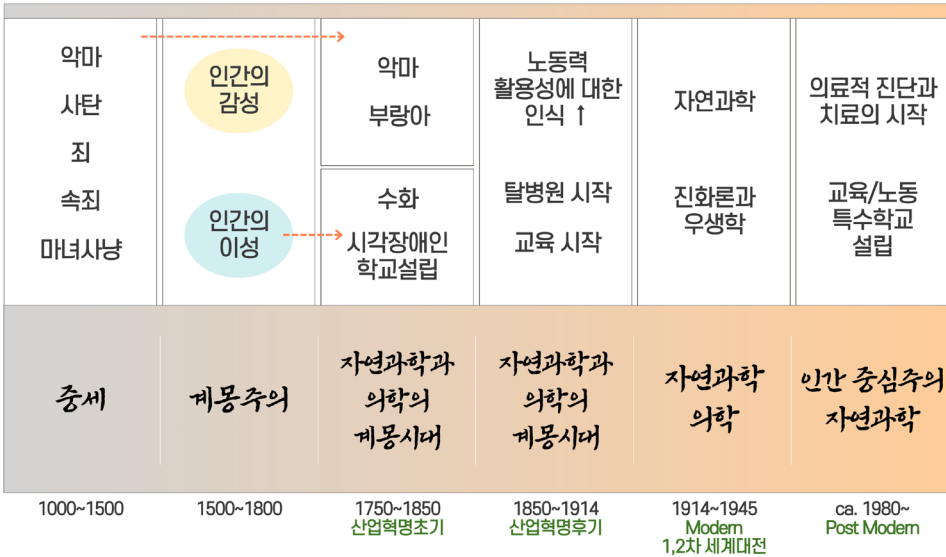 악마
사탄
죄
속죄
마녀사냥
인간의
감성
인간의
이성
악마
부랑아
수화
시각장애인
학교설립
노동력
활용성에 대한
인식 ↑
탈병원 시작
교육 시작
자연과학
진화론과
우생학
의료적 진단과
치료의 시작
교육/노동
특수학교
설립
중세
계몽주의
자연과학과
의학의
계몽시대
자연과학과
의학의
계몽시대
자연과학
의학
인간 중심주의
자연과학
1000~1500
1500~1800
1750~1850
산업혁명초기
1850~1914
산업혁명후기
1914~1945
Modern
1,2차 세계대전
ca. 1980~
Post Modern